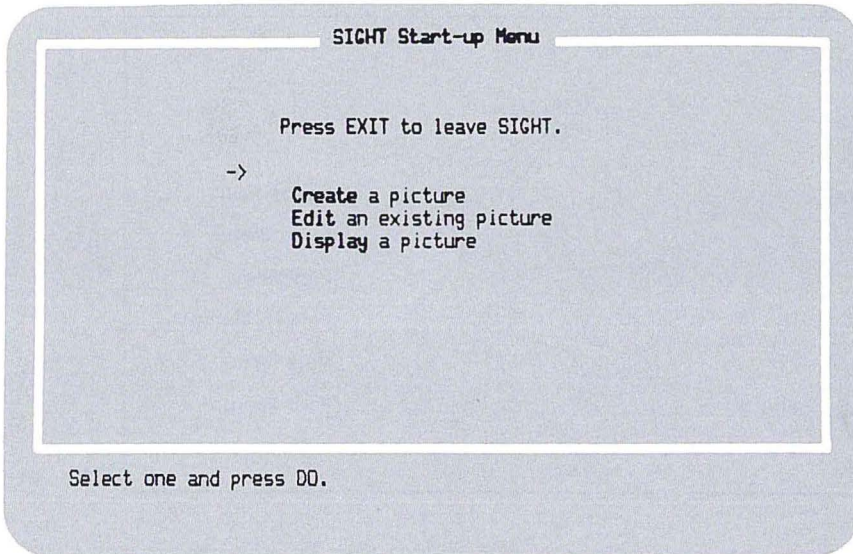 SIGHT Start-up Menu
Press EXIT to leave SIGHT.
->
Create a picture
Edit an existing picture
Display a picture
Select one and press DO.